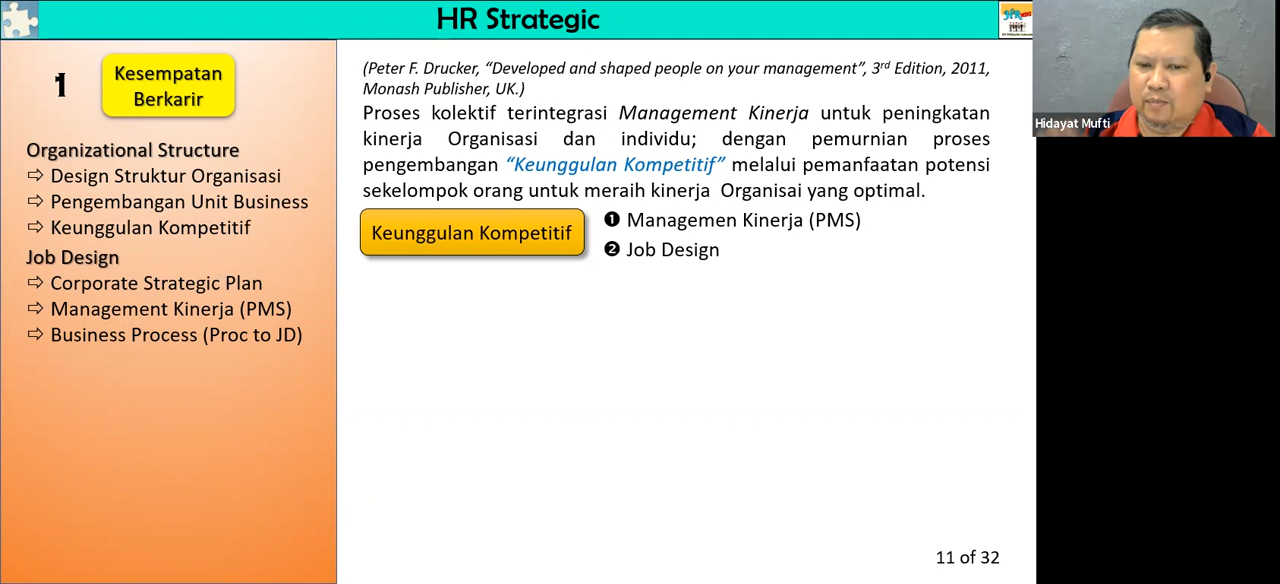 HR Strategic
1
Kesempatan
Berkarir
Organizational Structure
⇨ Design Struktur Organisasi
⇨ Pengembangan Unit Business
⇨ Keunggulan Kompetitif
Job Design
⇨ Corporate Strategic Plan
⇨ Management Kinerja (PMS)
⇨ Business Process (Proc to JD)
(Peter F. Drucker, “Developed and shaped people on your management”, 3rd Edition, 2011,
Monash Publisher, UK.)
Proses kolektif terintegrasi Management Kinerja untuk peningkatan
kinerja Organisasi dan individu; dengan pemurnian proses
pengembangan “Keunggulan Kompetitif” melalui pemanfaatan potensi
sekelompok orang untuk meraih kinerja Organisai yang optimal.
Keunggulan Kompetitif
❶ Managemen Kinerja (PMS)
❷ Job Design
11 of 32
Hidayat Mufti